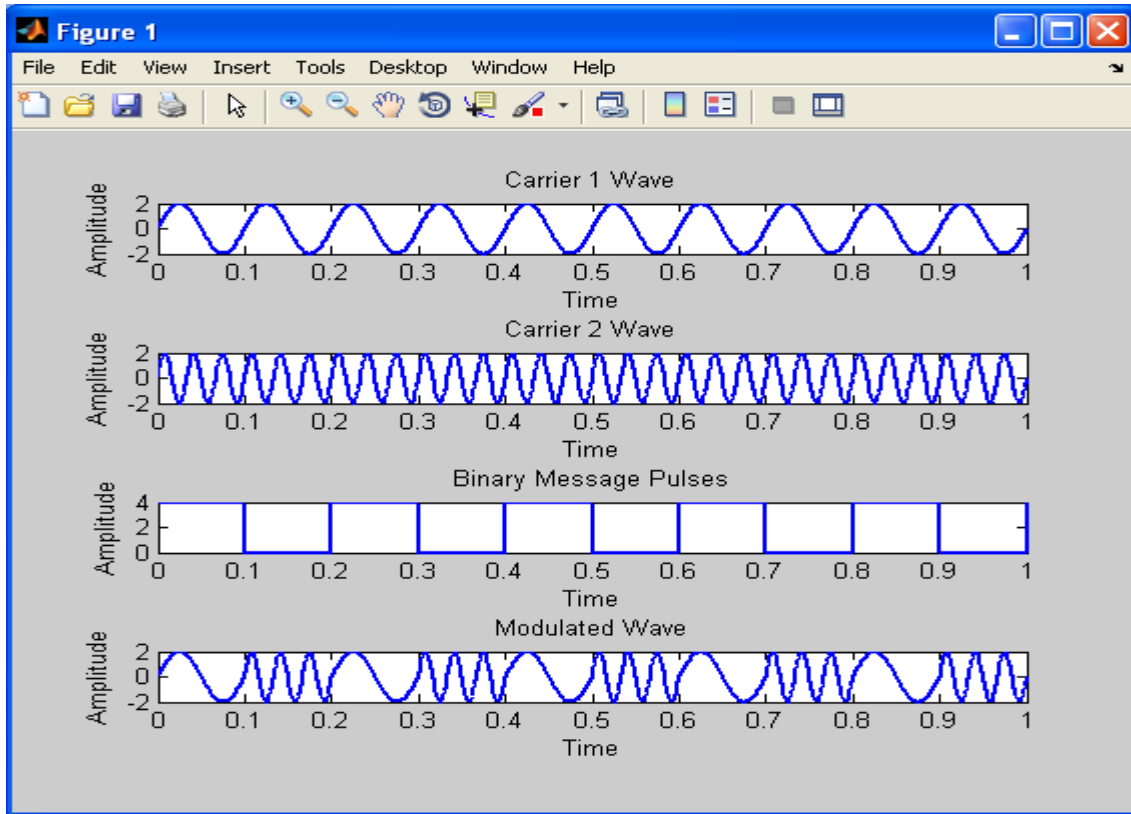 Figure 1
File Edit View Insert Tools Desktop Window Help
Carrier 1 Wave
Amplitude
2
0
-2
0 0.1 0.2 0.3 0.4 0.5 0.6 0.7 0.8 0.9 1
Time
Carrier 2 Wave
Amplitude
2
0
-2
0 0.1 0.2 0.3 0.4 0.5 0.6 0.7 0.8 0.9 1
Time
Binary Message Pulses
Amplitude
4
2
0
0 0.1 0.2 0.3 0.4 0.5 0.6 0.7 0.8 0.9 1
Time
Modulated Wave
Amplitude
2
0
-2
0 0.1 0.2 0.3 0.4 0.5 0.6 0.7 0.8 0.9 1
Time